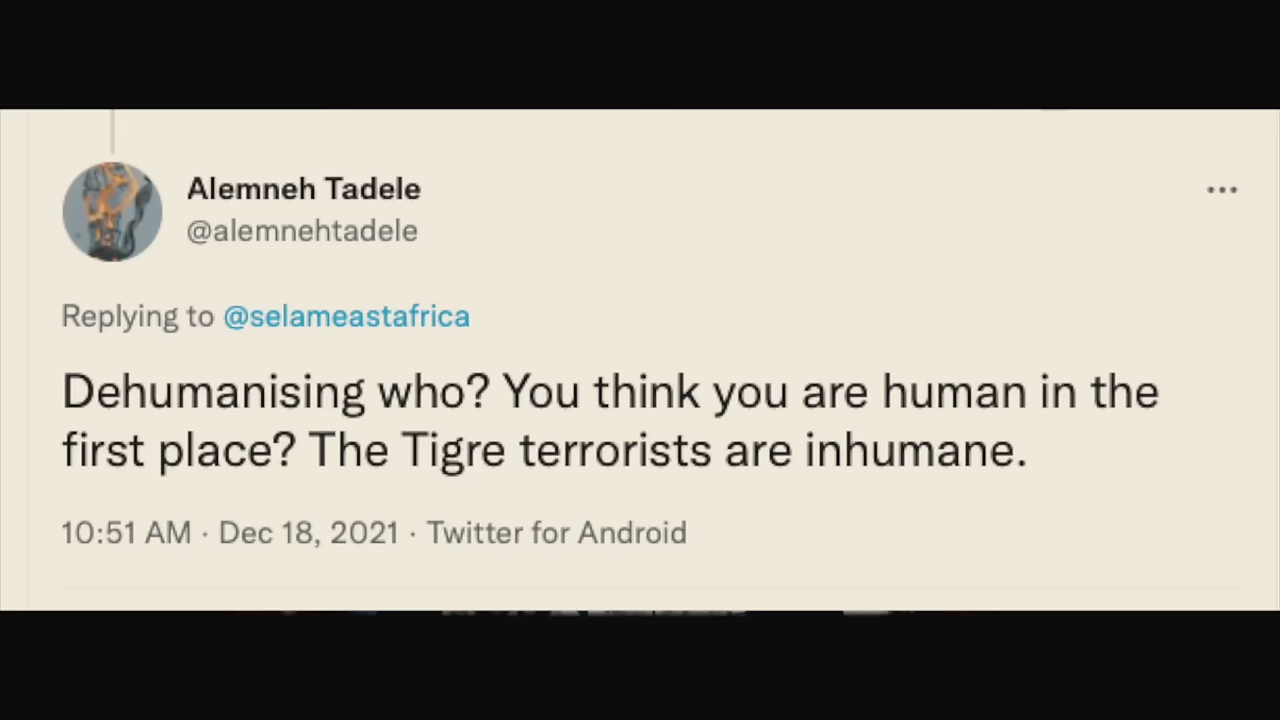 Alemneh Tadele
@alemnehtadele
Replying to @selameastafrica
Dehumanising who? You think you are human in the
first place? The Tigre terrorists are inhumane.
10:51 AM · Dec 18, 2021 · Twitter for Android